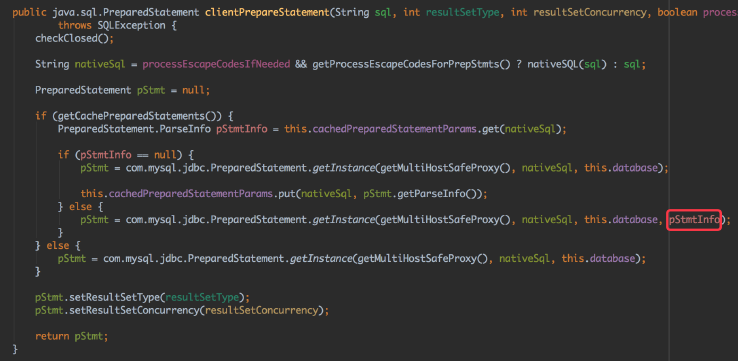 public java.sql.PreparedStatement clientPrepareStatement(String sql, int resultSetType, int resultSetConcurrency, boolean proces
        throws SQLException {
    checkClosed();

    String nativeSql = processEscapeCodesIfNeeded && getProcessEscapeCodesForPrepStmts() ? nativeSQL(sql) : sql;

    PreparedStatement pStmt = null;

    if (getCachePreparedStatements()) {
        PreparedStatement.ParseInfo pStmtInfo = this.cachedPreparedStatementParams.get(nativeSql);

        if (pStmtInfo == null) {
            pStmt = com.mysql.jdbc.PreparedStatement.getInstance(getMultiHostSafeProxy(), nativeSql, this.database);

            this.cachedPreparedStatementParams.put(nativeSql, pStmt.getParseInfo());
        } else {
            pStmt = com.mysql.jdbc.PreparedStatement.getInstance(getMultiHostSafeProxy(), nativeSql, this.database, pStmtInfo);
        }
    } else {
        pStmt = com.mysql.jdbc.PreparedStatement.getInstance(getMultiHostSafeProxy(), nativeSql, this.database);
    }

    pStmt.setResultSetType(resultSetType);
    pStmt.setResultSetConcurrency(resultSetConcurrency);

    return pStmt;
}